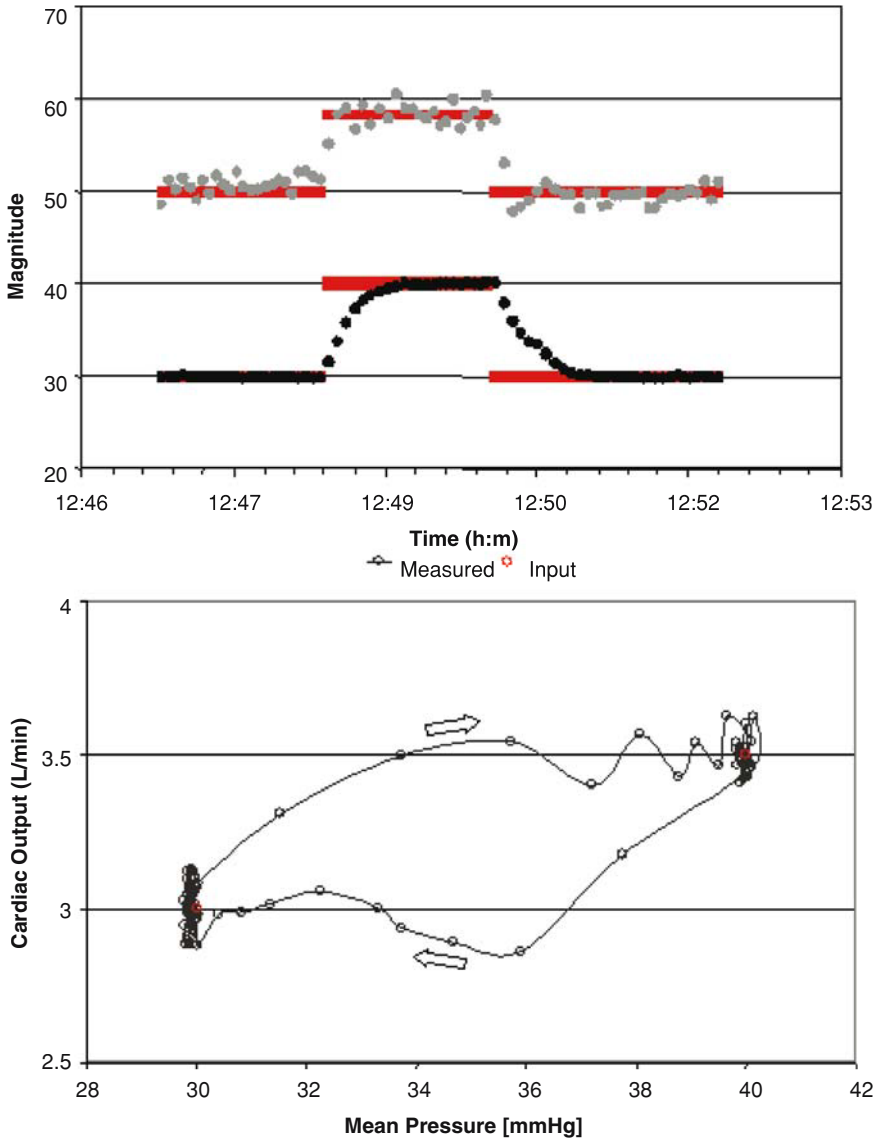 70
60
50
40
30
20
Magnitude
12:46 12:47 12:49 12:50 12:52 12:53
Time (h:m)
Measured Input
4
3.5
3
2.5
Cardiac Output (L/min)
28 30 32 34 36 38 40 42
Mean Pressure [mmHg]